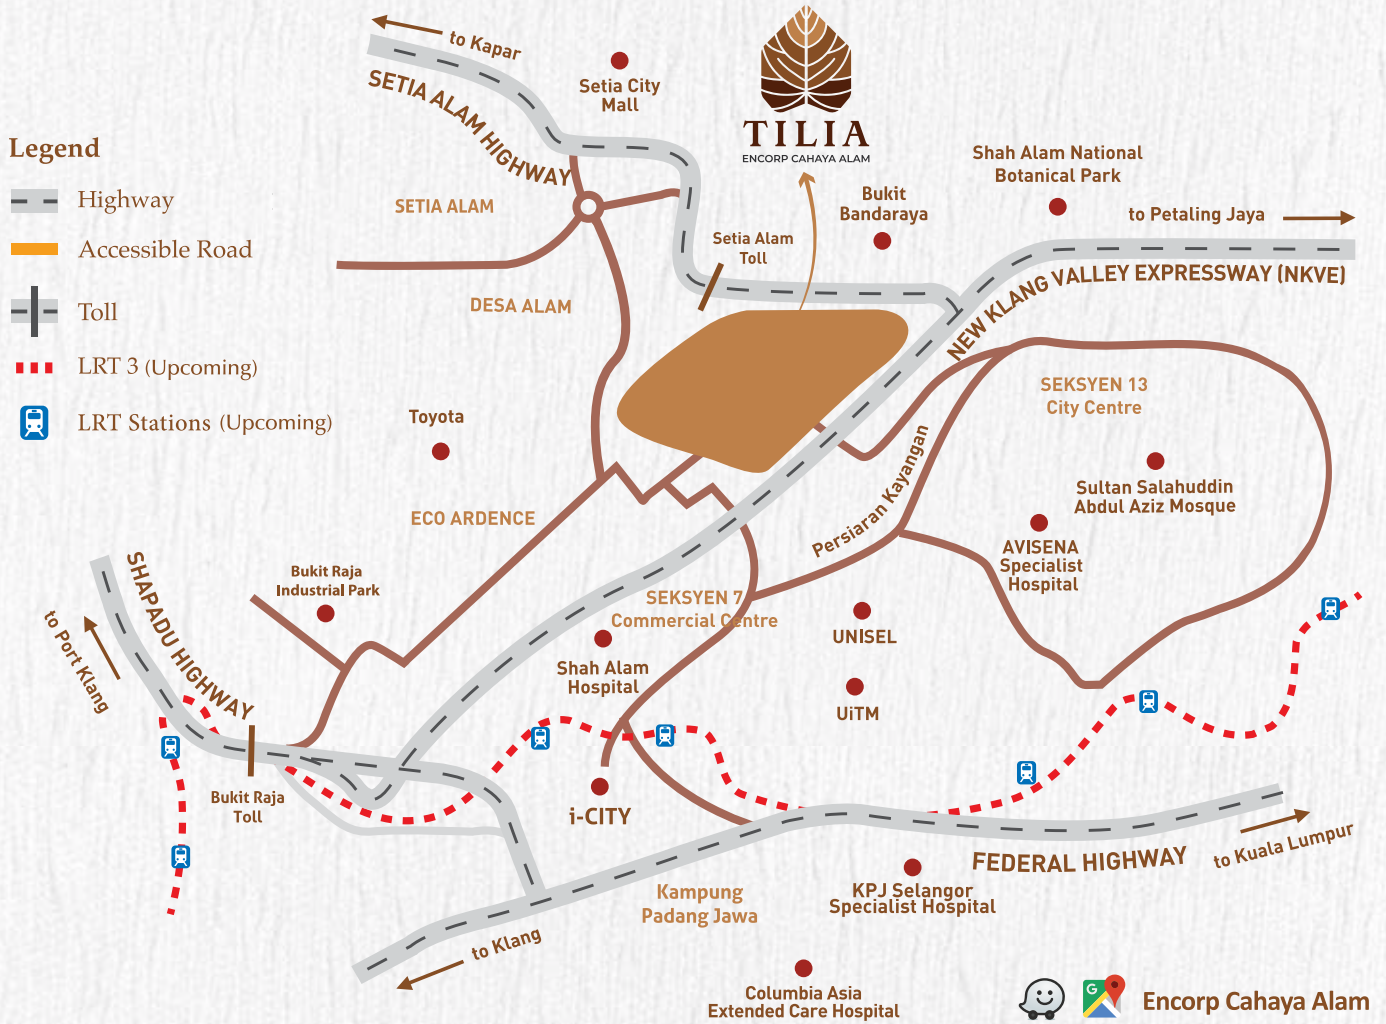 to Kapar
SETIA ALAM HIGHWAY
Setia City
Mall
TILIA
ENCORP CAHAYA ALAM
Legend
Highway
Accessible Road
Toll
LRT 3 (Upcoming)
LRT Stations (Upcoming)
Shah Alam National
Botanical Park
Bukit
Bandaraya
to Petaling Jaya
SETIA ALAM
Setia Alam
Toll
NEW KLANG VALLEY EXPRESSWAY (NKVE)
DESA ALAM
SEKSYEN 13
City Centre
Toyota
Persiaran Kayangan
Sultan Salahuddin
Abdul Aziz Mosque
ECO ARDENCE
AVISENA
Specialist
Hospital
SHAPADU HIGHWAY
Bukit Raja
Industrial Park
to Port Klang
SEKSYEN 7
Commercial Centre
UNISEL
Shah Alam
Hospital
UiTM
Bukit Raja
Toll
i-CITY
FEDERAL HIGHWAY
to Kuala Lumpur
Kampung
Padang Jawa
KPJ Selangor
Specialist Hospital
to Klang
Columbia Asia
Extended Care Hospital
G
Encorp Cahaya Alam